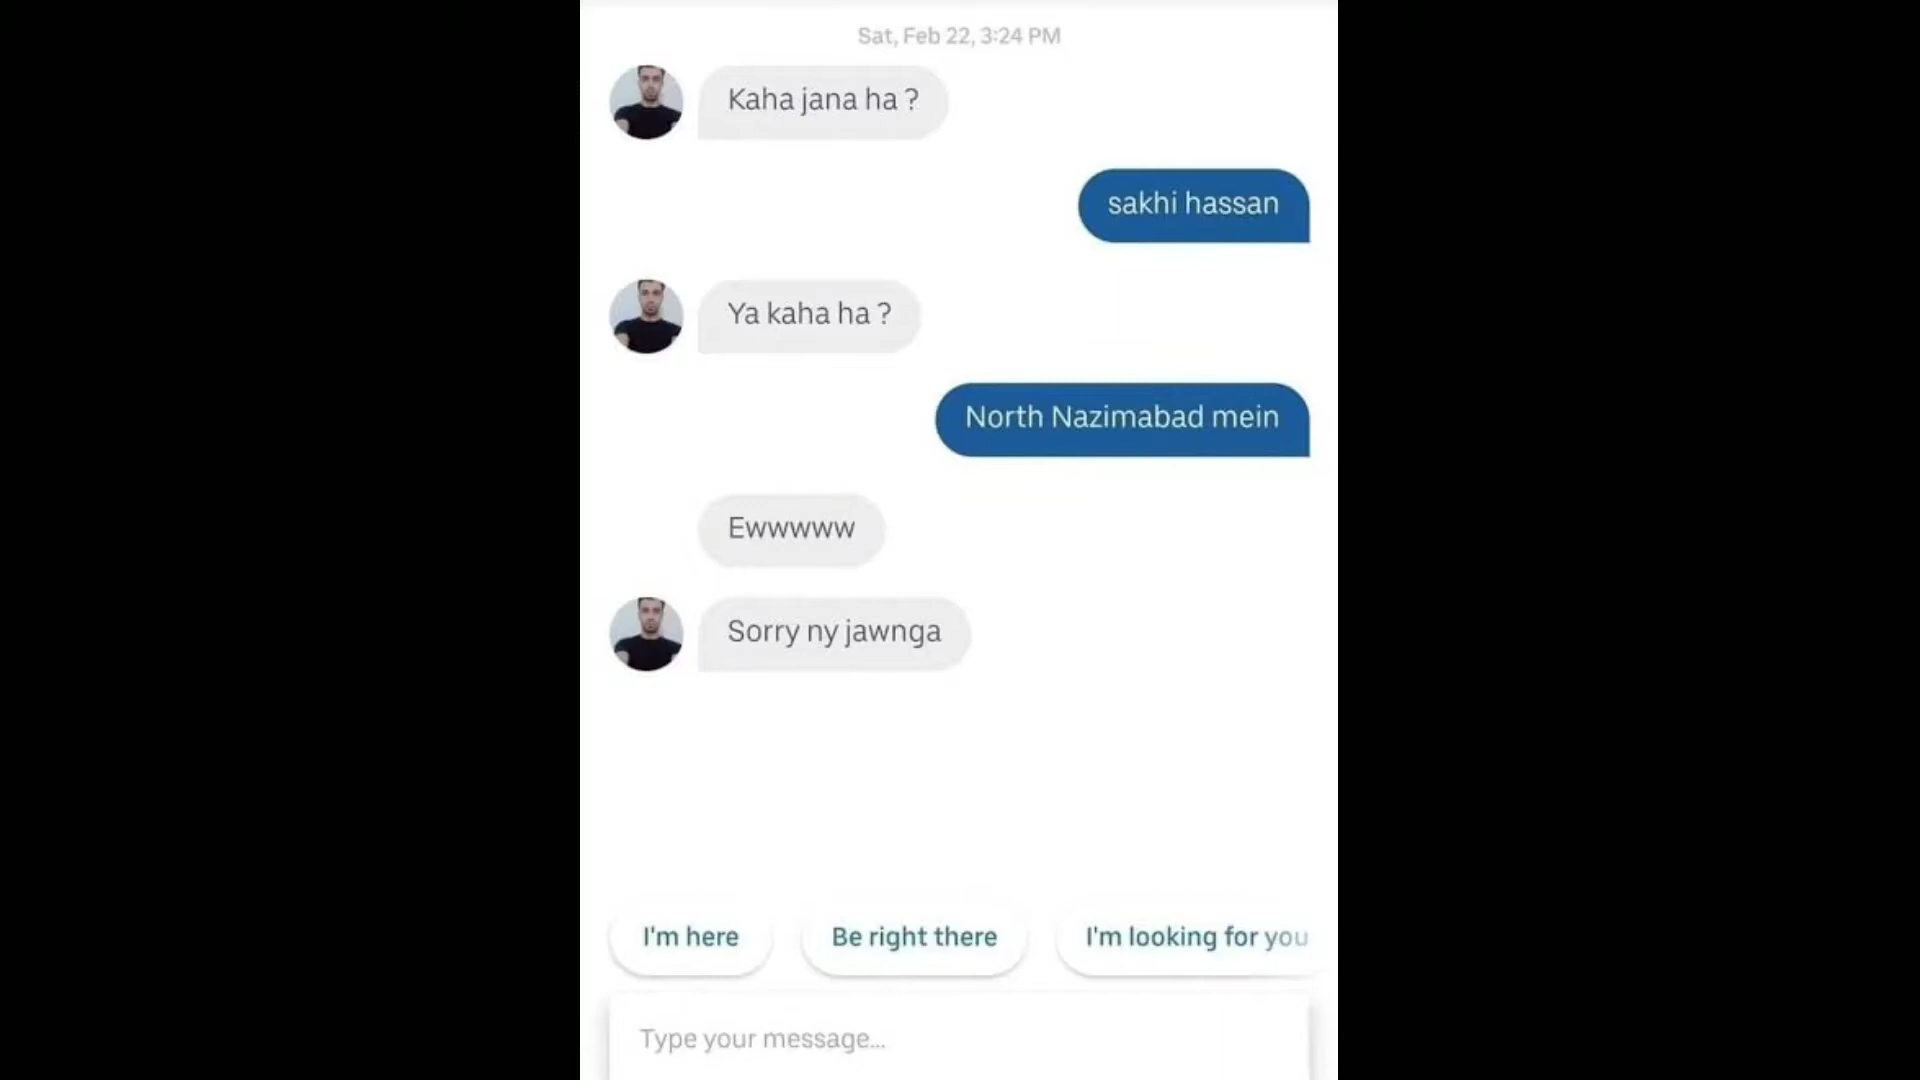 Sat, Feb 22, 3:24 PM
Kaha jana ha ?
sakhi hassan
Ya kaha ha ?
North Nazimabad mein
Ewwwww
Sorry ny jawnga
I'm here
Be right there
I'm looking for you
Type your message...